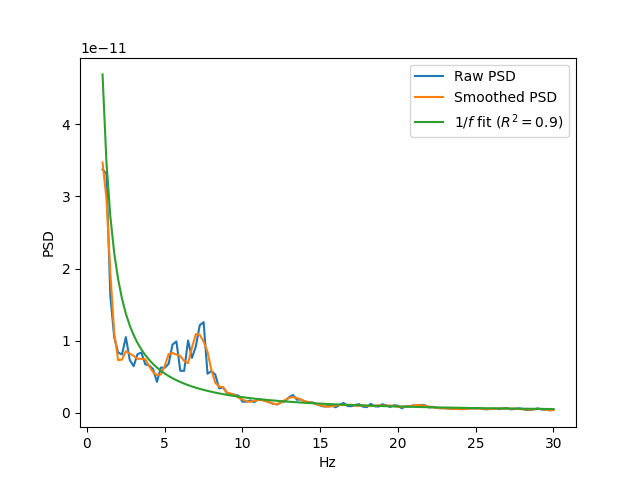 1e−11
Raw PSD
Smoothed PSD
1/f fit (R² = 0.9)
4
3
2
1
0
PSD
0 5 10 15 20 25 30
Hz